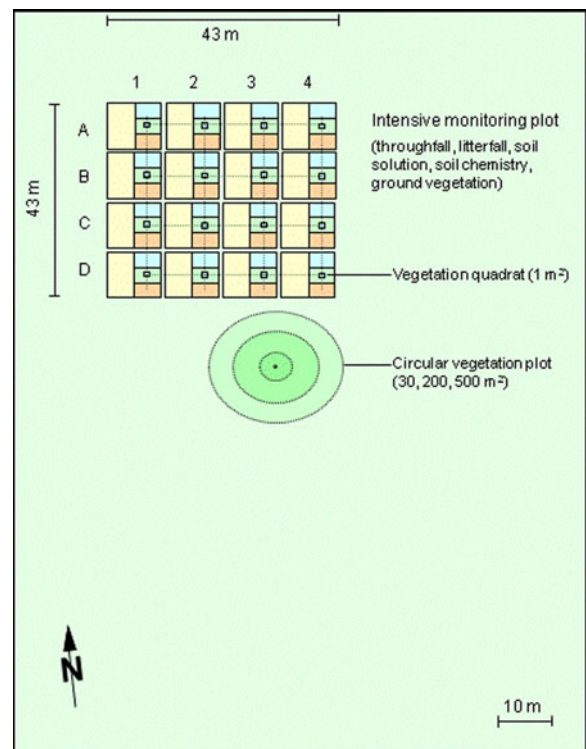 43 m
1 2 3 4
43 m
A
B
C
D
Intensive monitoring plot
(throughfall, litterfall, soil
solution, soil chemistry,
ground vegetation)
Vegetation quadrat (1 m²)
Circular vegetation plot
(30, 200, 500 m²)
N
10 m